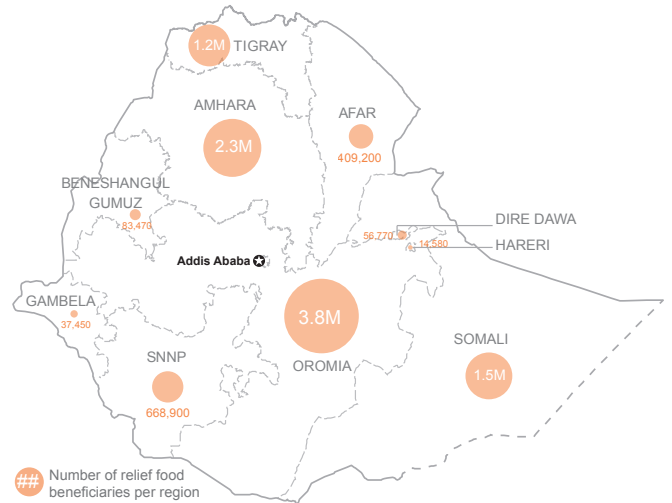 1.2M TIGRAY
AMHARA
2.3M
AFAR
409,200
BENESHANGUL
GUMUZ
83,470
DIRE DAWA
56,770
14,580
HARERI
Addis Ababa
GAMBELA
37,450
3.8M
OROMIA
SNNP
668,900
SOMALI
1.5M
## Number of relief food
beneficiaries per region